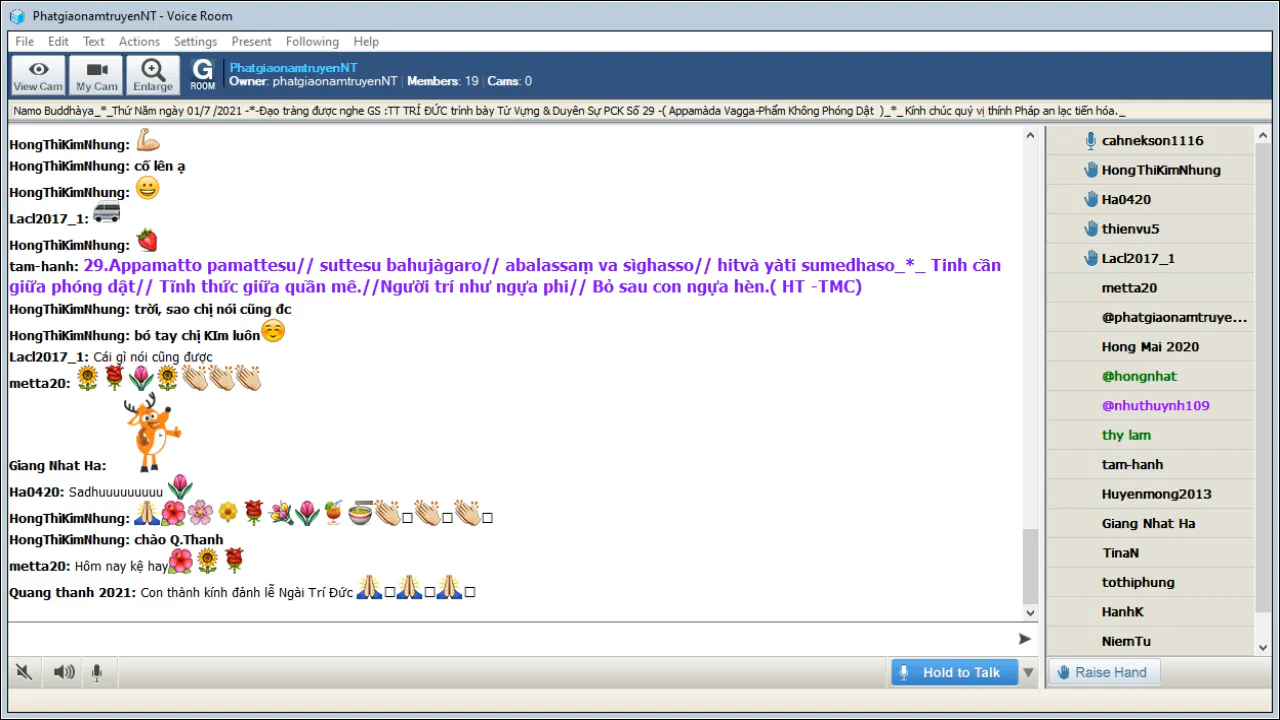 PhatgiaonamtruyenNT - Voice Room
File Edit Text Actions Settings Present Following Help
View Cam
My Cam
Enlarge
G ROOM
PhatgiaonamtruyenNT
Owner: phatgiaonamtruyenNT Members: 19 Cams: 0
Namo Buddhàya_*_Thứ Năm ngày 01/7 /2021 -*-Đạo tràng được nghe GS :TT TRÍ ĐỨC trình bày Từ Vựng & Duyên Sự PCK Số 29 -( Appamàda Vagga-Phẩm Không Phóng Dật )_*_Kính chúc quý vị thính Pháp an lạc tiến hóa._
HongThiKimNhung:
HongThiKimNhung: cố lên ạ
HongThiKimNhung:
Lacl2017_1:
HongThiKimNhung:
tam-hanh: 29.Appamatto pamattesu// suttesu bahujàgaro// abalassaṃ va sìghasso// hitvà yàti sumedhaso_*_ Tinh cần
giữa phóng dật// Tĩnh thức giữa quần mê.//Người trí như ngựa phi// Bỏ sau con ngựa hèn.( HT -TMC)
HongThiKimNhung: trời, sao chị nói cũng đc
HongThiKimNhung: bó tay chị KIm luôn
Lacl2017_1: Cái gì nói cũng được
metta20:
Giang Nhat Ha:
Ha0420: Sadhuuuuuuuuu
HongThiKimNhung:
HongThiKimNhung: chào Q.Thanh
metta20: Hôm nay kệ hay
Quang thanh 2021: Con thành kính đảnh lễ Ngài Trí Đức
Hold to Talk
cahnekson1116
HongThiKimNhung
Ha0420
thienvu5
Lacl2017_1
metta20
@phatgiaonamtruye...
Hong Mai 2020
@hongnhat
@nhuthuynh109
thy lam
tam-hanh
Huyenmong2013
Giang Nhat Ha
TinaN
tothiphung
HanhK
NiemTu
Raise Hand